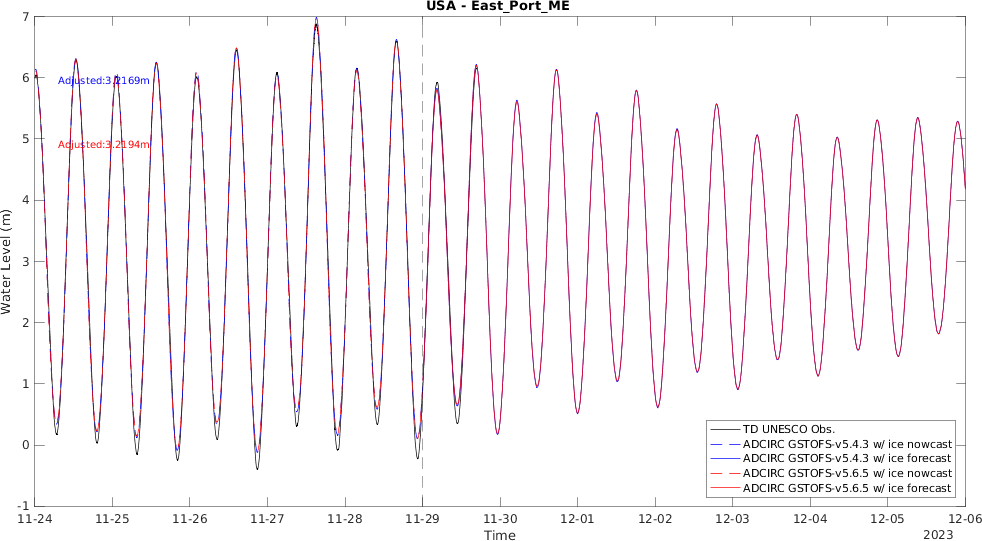 USA - East_Port_ME
7
6
5
4
3
2
1
0
-1
Water Level (m)
Adjusted:3.2169m
Adjusted:3.2194m
TD UNESCO Obs.
ADCIRC GSTOFS-v5.4.3 w/ ice nowcast
ADCIRC GSTOFS-v5.4.3 w/ ice forecast
ADCIRC GSTOFS-v5.6.5 w/ ice nowcast
ADCIRC GSTOFS-v5.6.5 w/ ice forecast
11-24 11-25 11-26 11-27 11-28 11-29 11-30 12-01 12-02 12-03 12-04 12-05 12-06
Time
2023